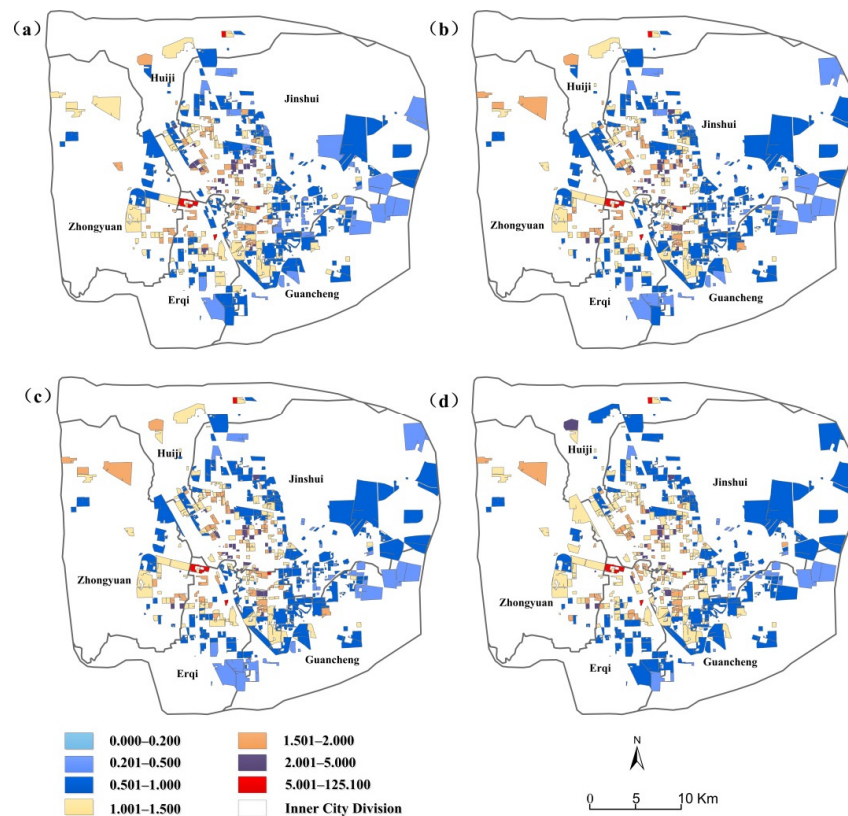 (a)
Huiji
Jinshui
Zhongyuan
Erqi
Guancheng
(b)
Huiji
Jinshui
Zhongyuan
Erqi
Guancheng
(c)
Huiji
Jinshui
Zhongyuan
Erqi
Guancheng
(d)
Huiji
Jinshui
Zhongyuan
Erqi
Guancheng
0.000–0.200
0.201–0.500
0.501–1.000
1.001–1.500
1.501–2.000
2.001–5.000
5.001–125.100
Inner City Division
N
0 5 10 Km